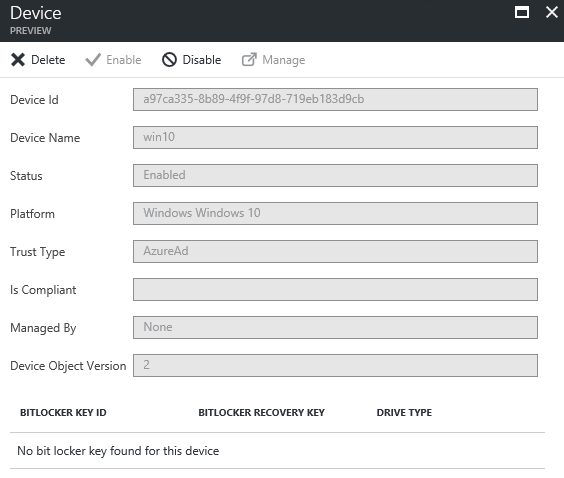 Device
PREVIEW
Delete Enable Disable Manage
Device Id a97ca335-8b89-4f9f-97d8-719eb183d9cb
Device Name win10
Status Enabled
Platform Windows Windows 10
Trust Type AzureAd
Is Compliant
Managed By None
Device Object Version 2
BITLOCKER KEY ID BITLOCKER RECOVERY KEY DRIVE TYPE
No bit locker key found for this device